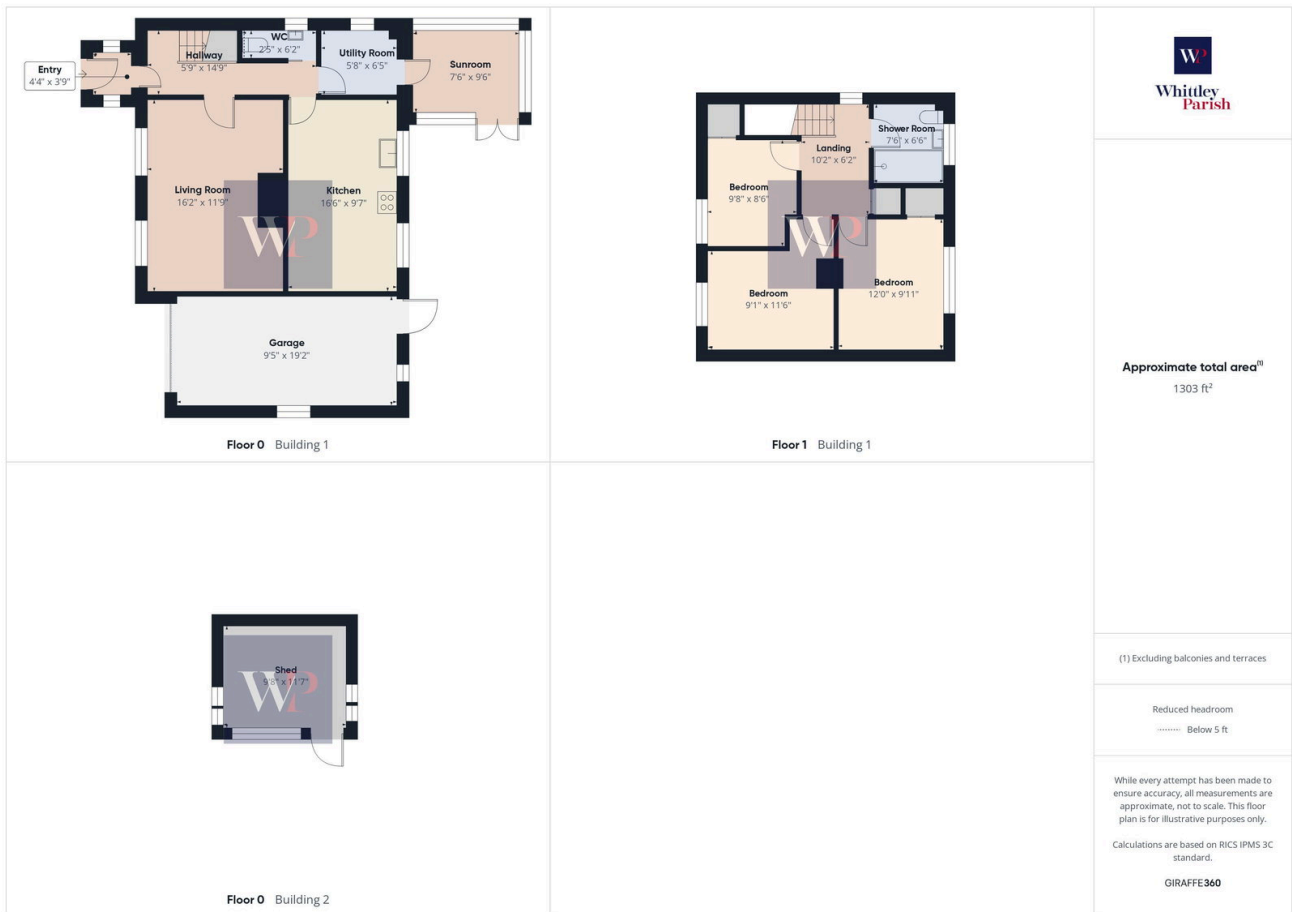 Entry
4'4" x 3'9"
Hallway
5'9" x 14'9"
WC
2'5" x 6'2"
Utility Room
5'8" x 6'5"
Sunroom
7'6" x 9'6"
Living Room
16'2" x 11'9"
Kitchen
16'6" x 9'7"
WP
Garage
9'5" x 19'2"
Floor 0 Building 1
Shower Room
7'6" x 6'6"
Landing
10'2" x 6'2"
Bedroom
9'8" x 8'6"
WP
Bedroom
9'1" x 11'6"
Bedroom
12'0" x 9'11"
Floor 1 Building 1
Shed
9'8" x 11'7"
WP
Floor 0 Building 2
WP
Whittley
Parish
Approximate total area(1)
1303 ft²
(1) Excluding balconies and terraces
Reduced headroom
Below 5 ft
While every attempt has been made to
ensure accuracy, all measurements are
approximate, not to scale. This floor
plan is for illustrative purposes only.
Calculations are based on RICS IPMS 3C
standard.
GIRAFFE360